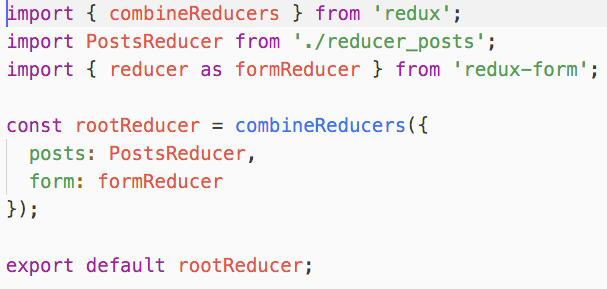 import { combineReducers } from 'redux';
import PostsReducer from './reducer_posts';
import { reducer as formReducer } from 'redux-form';

const rootReducer = combineReducers({
  posts: PostsReducer,
  form: formReducer
});

export default rootReducer;